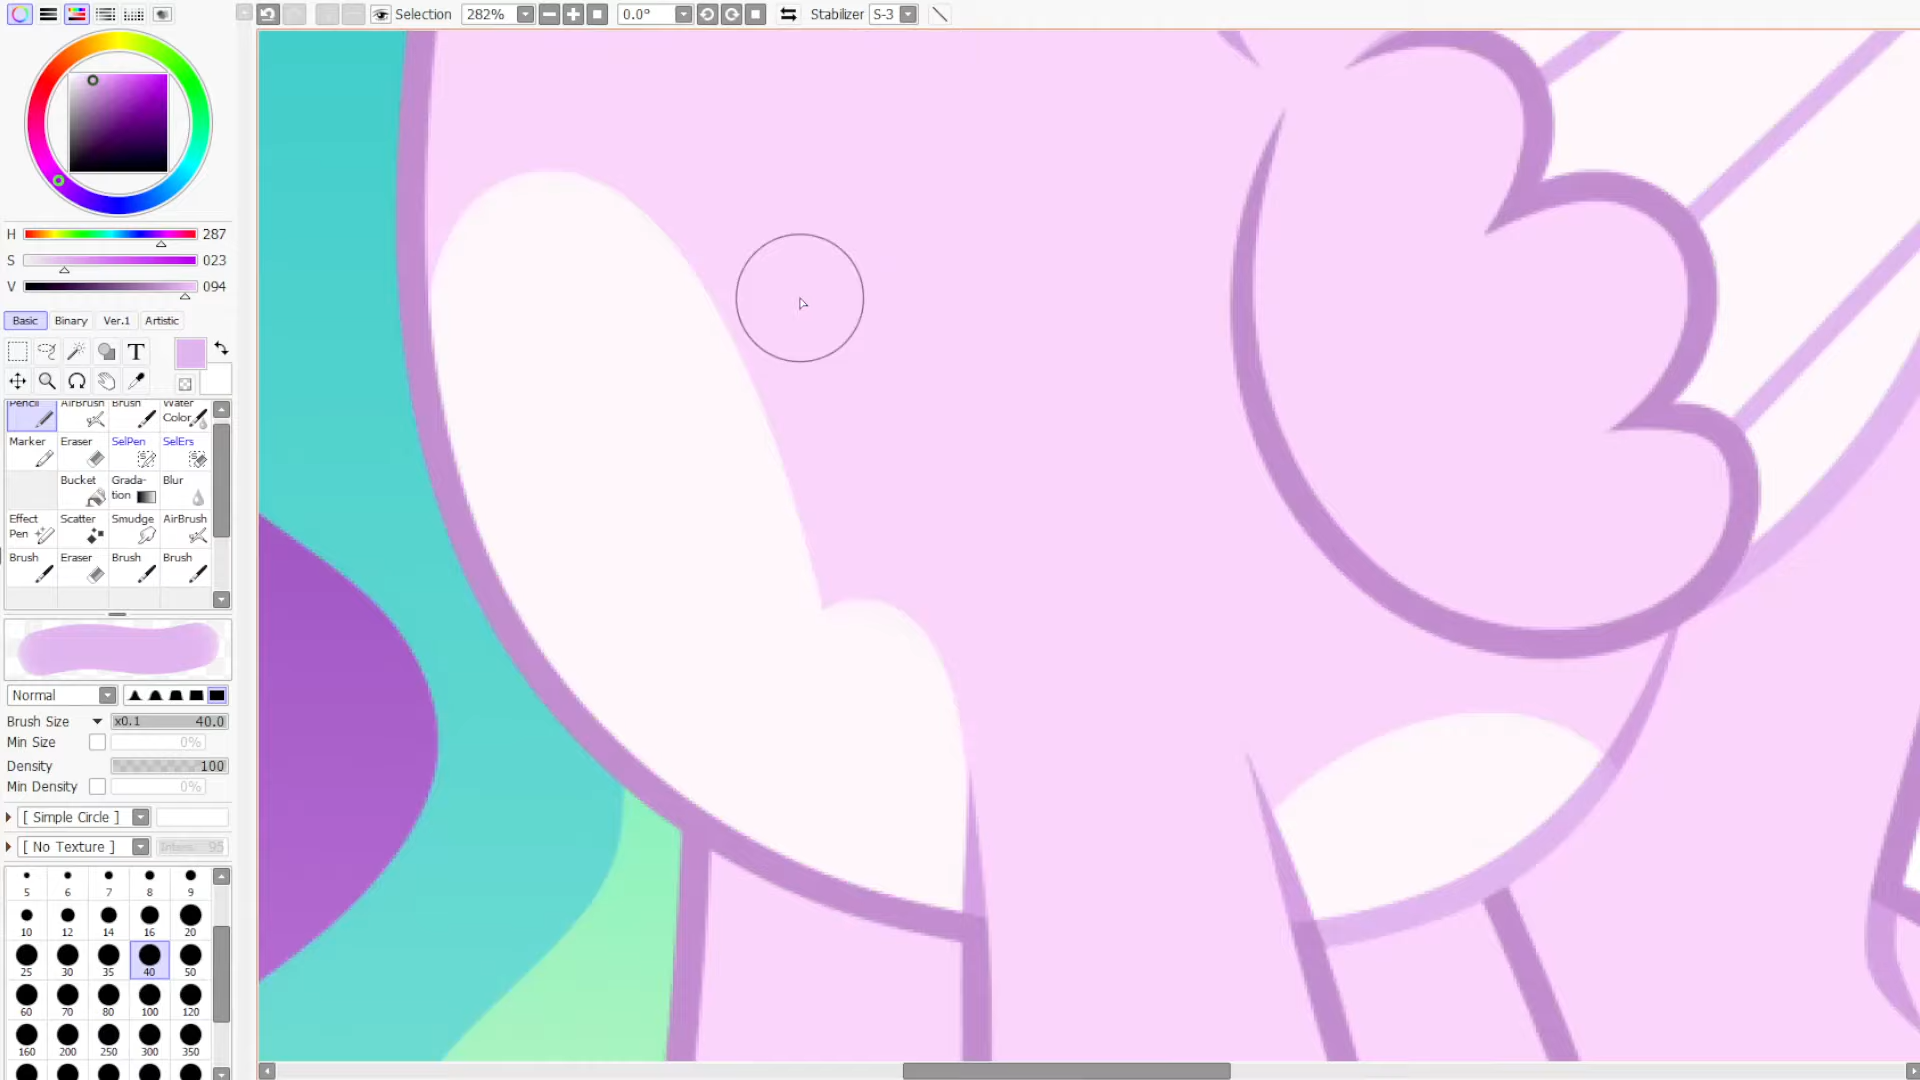 Selection 282% 0.0° Stabilizer S-3
H 287
S 023
V 094
Basic Binary Ver.1 Artistic
T
Pencil AirBrush Brush Water Color
Marker Eraser SelPen SelErs
Bucket Grada-tion Blur
Effect Pen Scatter Smudge AirBrush
Brush Eraser Brush Brush
Normal
Brush Size x0.1 40.0
Min Size 0%
Density 100
Min Density 0%
[ Simple Circle ]
[ No Texture ] Intens. 95
5 6 7 8 9
10 12 14 16 20
25 30 35 40 50
60 70 80 100 120
160 200 250 300 350